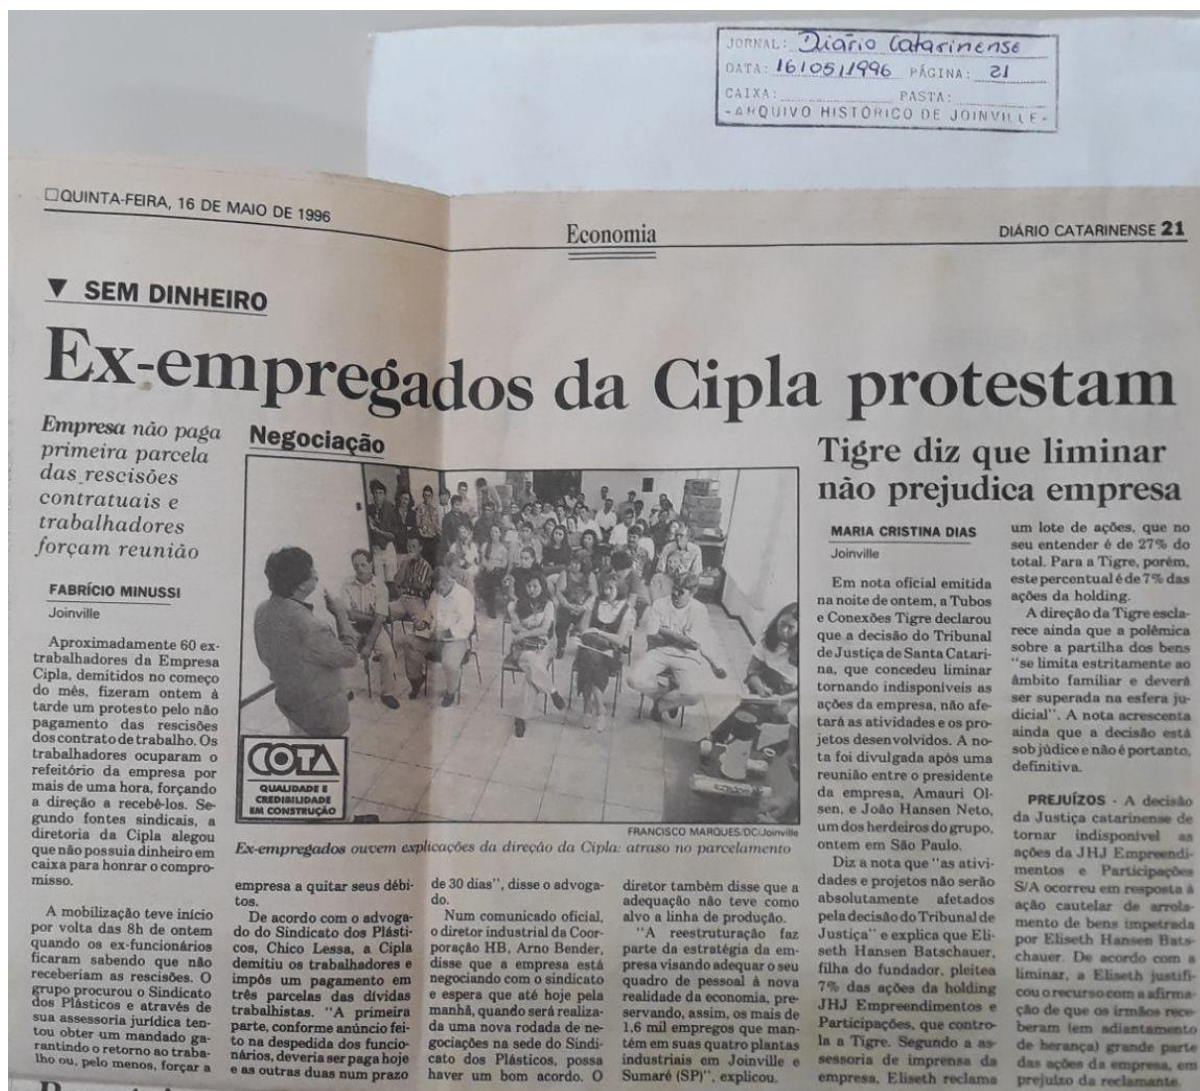 JORNAL: Diário Catarinense
DATA: 16/05/1996 PÁGINA: 21
CAIXA: PASTA:
-ARQUIVO HISTÓRICO DE JOINVILLE-
QUINTA-FEIRA, 16 DE MAIO DE 1996
Economia
DIÁRIO CATARINENSE 21
▼ SEM DINHEIRO
Ex-empregados da Cipla protestam
Empresa não paga
primeira parcela
das rescisões
contratuais e
trabalhadores
forçam reunião
FABRÍCIO MINUSSI
Joinville
Aproximadamente 60 ex-
trabalhadores da Empresa
Cipla, demitidos no começo
do mês, fizeram ontem à
tarde um protesto pelo não
pagamento das rescisões
dos contrato de trabalho. Os
trabalhadores ocuparam o
refeitório da empresa por
mais de uma hora, forçando
a direção a recebê-los. Se-
gundo fontes sindicais, a
diretoria da Cipla alegou
que não possuia dinheiro em
caixa para honrar o compro-
misso.
A mobilização teve início
por volta das 8h de ontem
quando os ex-funcionários
ficaram sabendo que não
receberiam as rescisões. O
grupo procurou o Sindicato
dos Plásticos e através de
sua assessoria jurídica ten-
tou obter um mandado ga-
rantindo o retorno ao traba-
lho ou, pelo menos, forçar a
Negociação
COTA
QUALIDADE E
CREDIBILIDADE
EM CONSTRUÇÃO
FRANCISCO MARQUES/DC/Joinville
Ex-empregados ouvem explicações da direção da Cipla: atraso no parcelamento
empresa a quitar seus débi-
tos.
De acordo com o advoga-
do do Sindicato dos Plásti-
cos, Chico Lessa, a Cipla
demitiu os trabalhadores e
impôs um pagamento em
três parcelas das dívidas
trabalhistas. "A primeira
parte, conforme anúncio fei-
to na despedida dos funcio-
nários, deveria ser paga hoje
e as outras duas num prazo
de 30 dias", disse o advoga-
do.
Num comunicado oficial,
o diretor industrial da Coor-
poração HB, Arno Bender,
disse que a empresa está
negociando com o sindicato
e espera que até hoje pela
manhã, quando será realiza-
da uma nova rodada de ne-
gociações na sede do Sindi-
cato dos Plásticos, possa
haver um bom acordo. O
diretor também disse que a
adequação não teve como
alvo a linha de produção.
"A reestruturação faz
parte da estratégia da em-
presa visando adequar o seu
quadro de pessoal à nova
realidade da economia, pre-
servando, assim, os mais de
1,6 mil empregos que man-
têm em suas quatro plantas
industriais em Joinville e
Sumaré (SP)", explicou.
Tigre diz que liminar
não prejudica empresa
MARIA CRISTINA DIAS
Joinville
Em nota oficial emitida
na noite de ontem, a Tubos
e Conexões Tigre declarou
que a decisão do Tribunal
de Justiça de Santa Catari-
na, que concedeu liminar
tornando indisponíveis as
ações da empresa, não afe-
tará as atividades e os pro-
jetos desenvolvidos. A no-
ta foi divulgada após uma
reunião entre o presidente
da empresa, Amauri Ol-
sen, e João Hansen Neto,
um dos herdeiros do grupo,
ontem em São Paulo.
Diz a nota que "as ativi-
dades e projetos não serão
absolutamente afetados
pela decisão do Tribunal de
Justiça" e explica que Eli-
seth Hansen Batschauer,
filha do fundador, pleitea
7% das ações da holding
JHJ Empreendimentos e
Participações, que contro-
la a Tigre. Segundo a as-
sessoria de imprensa da
empresa, Eliseth reclama
um lote de ações, que no
seu entender é de 27% do
total. Para a Tigre, porém,
este percentual é de 7% das
ações da holding.
A direção da Tigre escla-
rece ainda que a polêmica
sobre a partilha dos bens
"se limita estritamente ao
âmbito familiar e deverá
ser superada na esfera ju-
dicial". A nota acrescenta
ainda que a decisão está
sob júdice e não é portanto,
definitiva.
PREJUÍZOS - A decisão
da Justiça catarinense de
tornar indisponível as
ações da JHJ Empreendi-
mentos e Participações
S/A ocorreu em resposta à
ação cautelar de arrola-
mento de bens impetrada
por Eliseth Hansen Bats-
chauer. De acordo com a
liminar, a Eliseth justifi-
cou o recurso com a afirma-
ção de que os irmãos rece-
beram (em adiantamento
de herança) grande parte
das ações da empresa, em
prejuízo da reclamante.